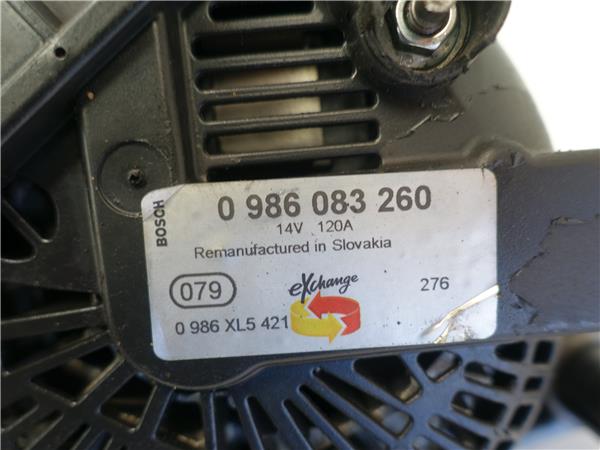 BOSCH
0 986 083 260
14V 120A
Remanufactured in Slovakia
079
eXchange
276
0 986 XL5 421